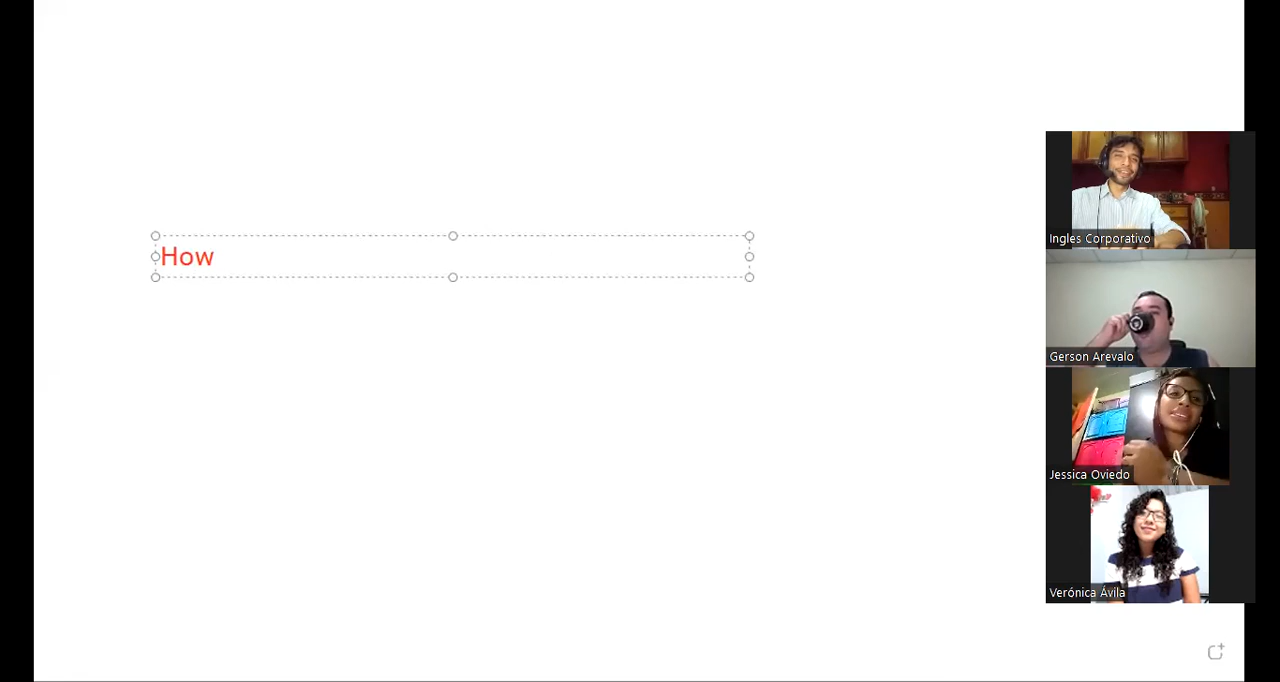 How
Ingles Corporativo
Gerson Arevalo
Jessica Oviedo
Verónica Ávila